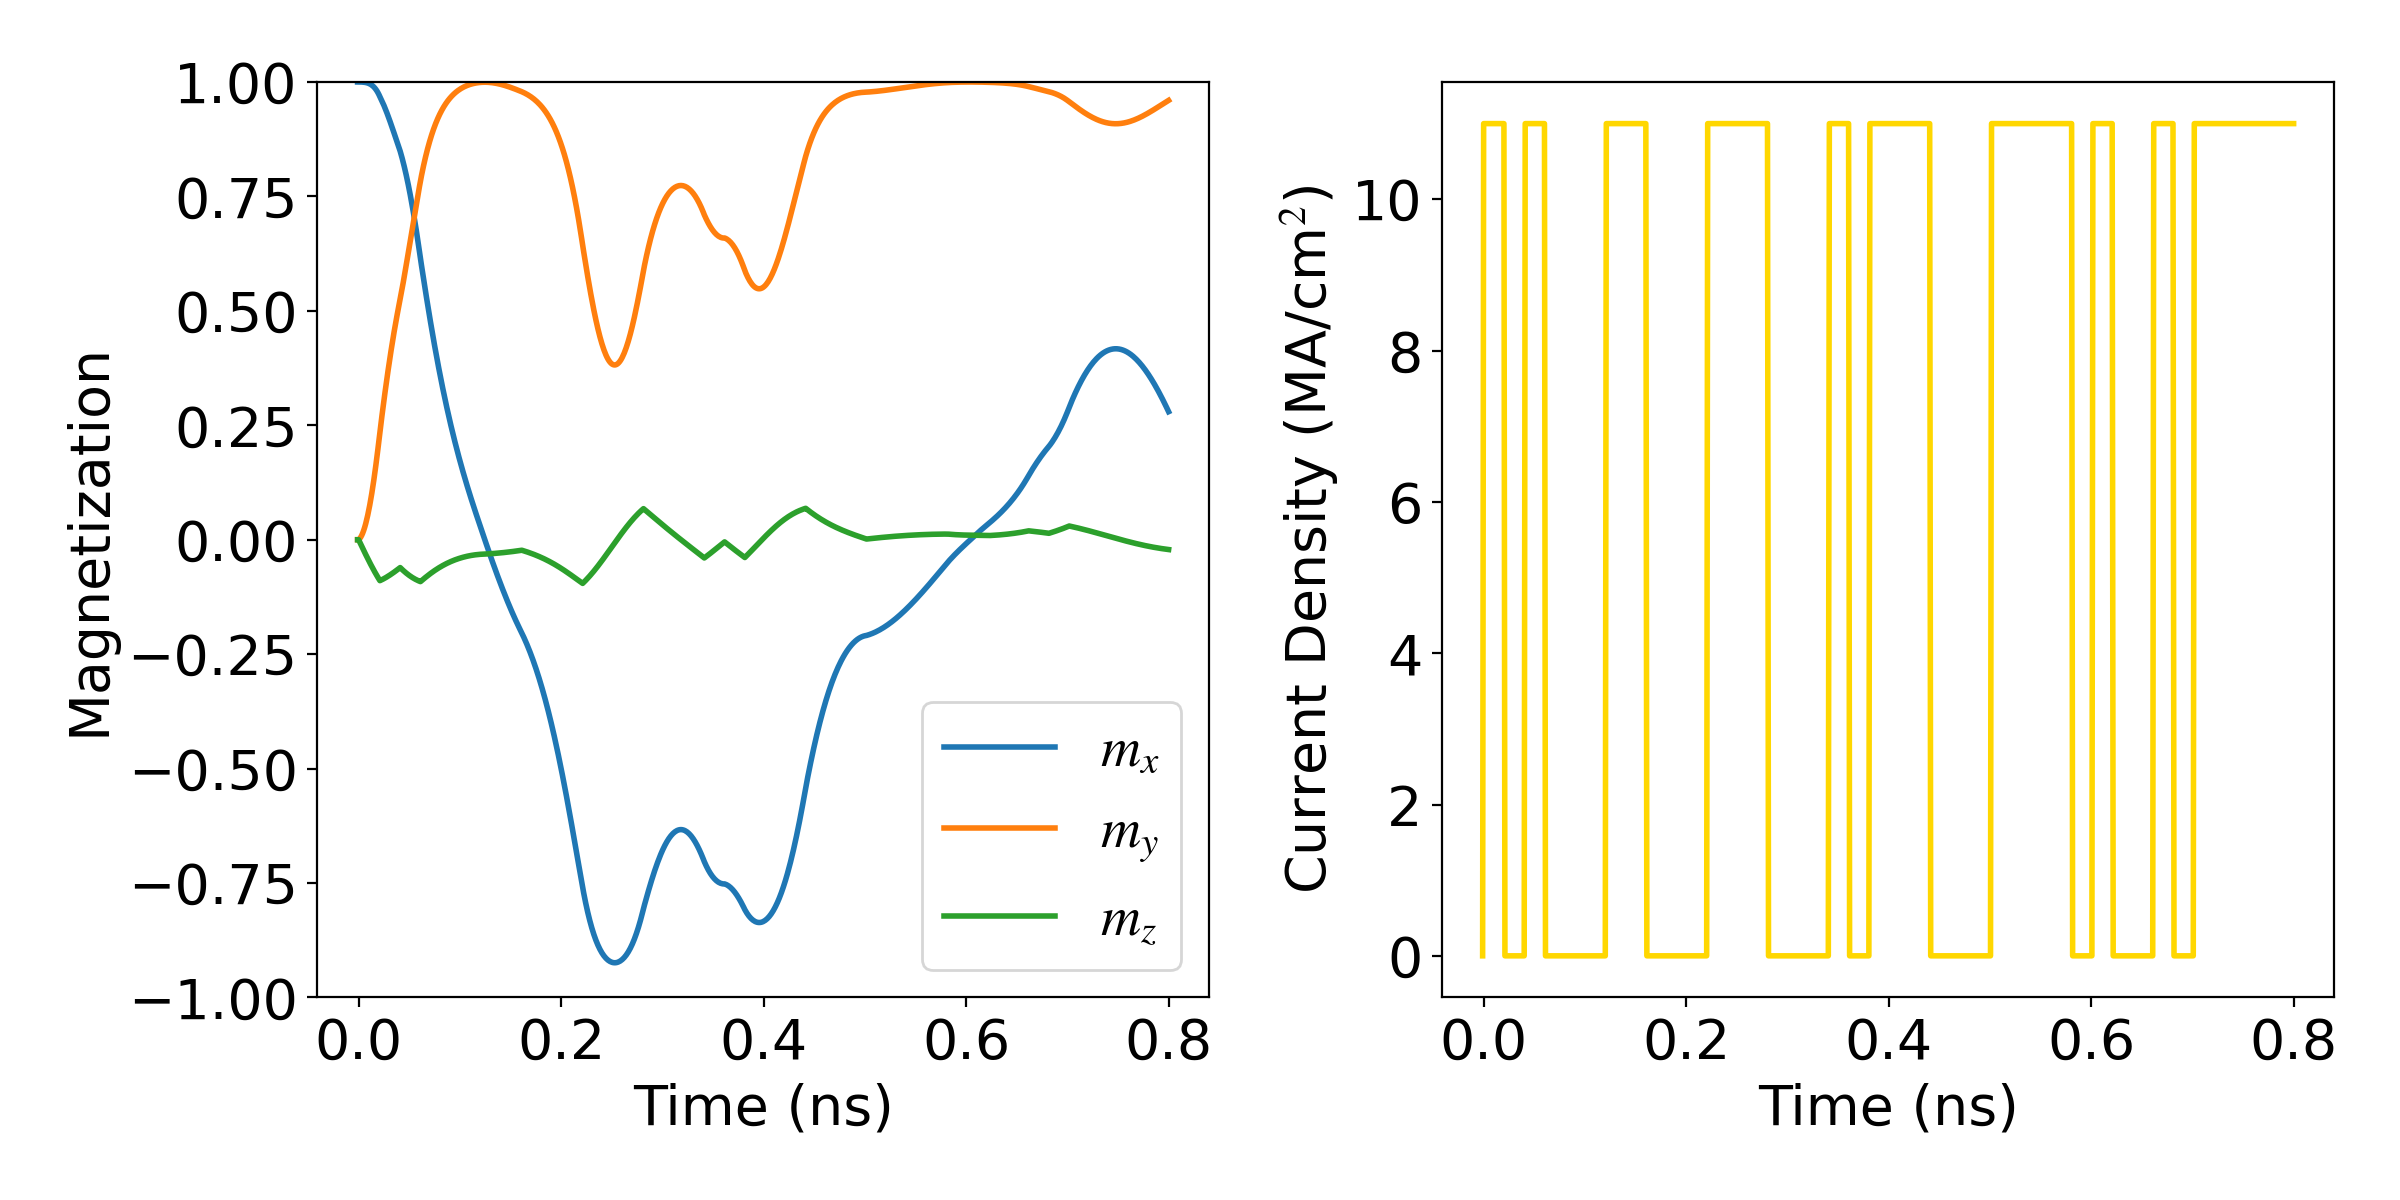 1.00
0.75
0.50
0.25
0.00
−0.25
−0.50
−0.75
−1.00
Magnetization
0.0 0.2 0.4 0.6 0.8
Time (ns)
m_x
m_y
m_z
10
8
6
4
2
0
Current Density (MA/cm²)
0.0 0.2 0.4 0.6 0.8
Time (ns)